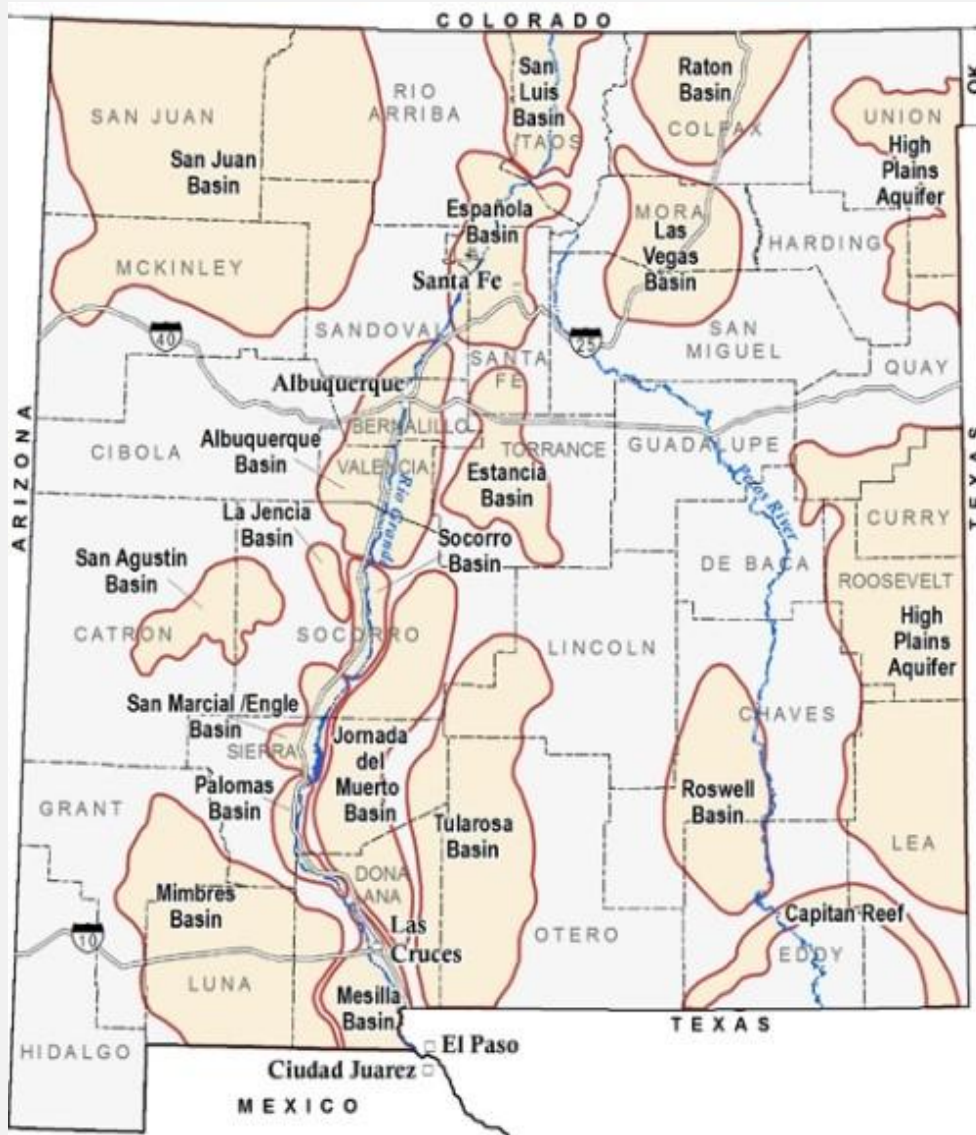 COLORADO
OK
SAN JUAN
RIO
ARRIBA
San
Luis
Basin
TAOS
Raton
Basin
COLFAX
UNION
High
Plains
Aquifer
San Juan
Basin
Española
Basin
MORA
Las
Vegas
Basin
HARDING
MCKINLEY
Santa Fe
SANDOVAL
40
25
SANTA
FE
SAN
MIGUEL
QUAY
Albuquerque
BERNALILLO
ARIZONA
CIBOLA
Albuquerque
Basin
VALENCIA
Rio Grand
TORRANCE
Estancia
Basin
GUADALUPE
Pecos River
TEXAS
La Jencia
Basin
Socorro
Basin
CURRY
San Agustin
Basin
DE BACA
ROOSEVELT
CATRON
SOCORRO
LINCOLN
High
Plains
Aquifer
San Marcial /Engle
Basin
SIERRA
Jornada
del
Muerto
Basin
CHAVES
GRANT
Palomas
Basin
Tularosa
Basin
Roswell
Basin
LEA
DONA
ANA
Mimbres
Basin
Las
Cruces
OTERO
Capitan Reef
EDDY
10
LUNA
Mesilla
Basin
TEXAS
HIDALGO
El Paso
Ciudad Juarez
MEXICO